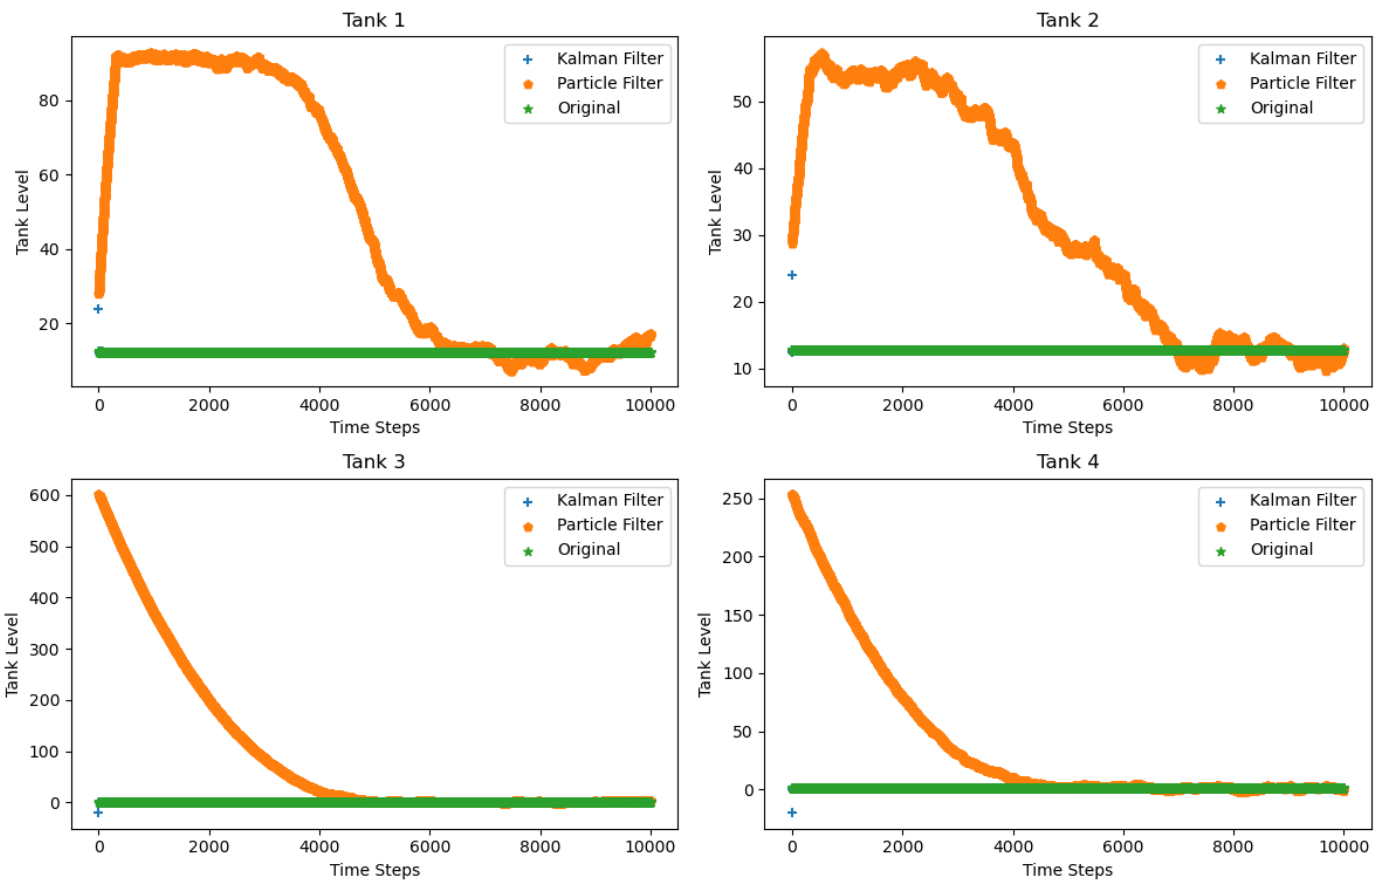 Tank 1
Kalman Filter
Particle Filter
Original
80
60
40
20
Tank Level
0 2000 4000 6000 8000 10000
Time Steps
Tank 2
Kalman Filter
Particle Filter
Original
50
40
30
20
10
Tank Level
0 2000 4000 6000 8000 10000
Time Steps
Tank 3
Kalman Filter
Particle Filter
Original
600
500
400
300
200
100
0
Tank Level
0 2000 4000 6000 8000 10000
Time Steps
Tank 4
Kalman Filter
Particle Filter
Original
250
200
150
100
50
0
Tank Level
0 2000 4000 6000 8000 10000
Time Steps